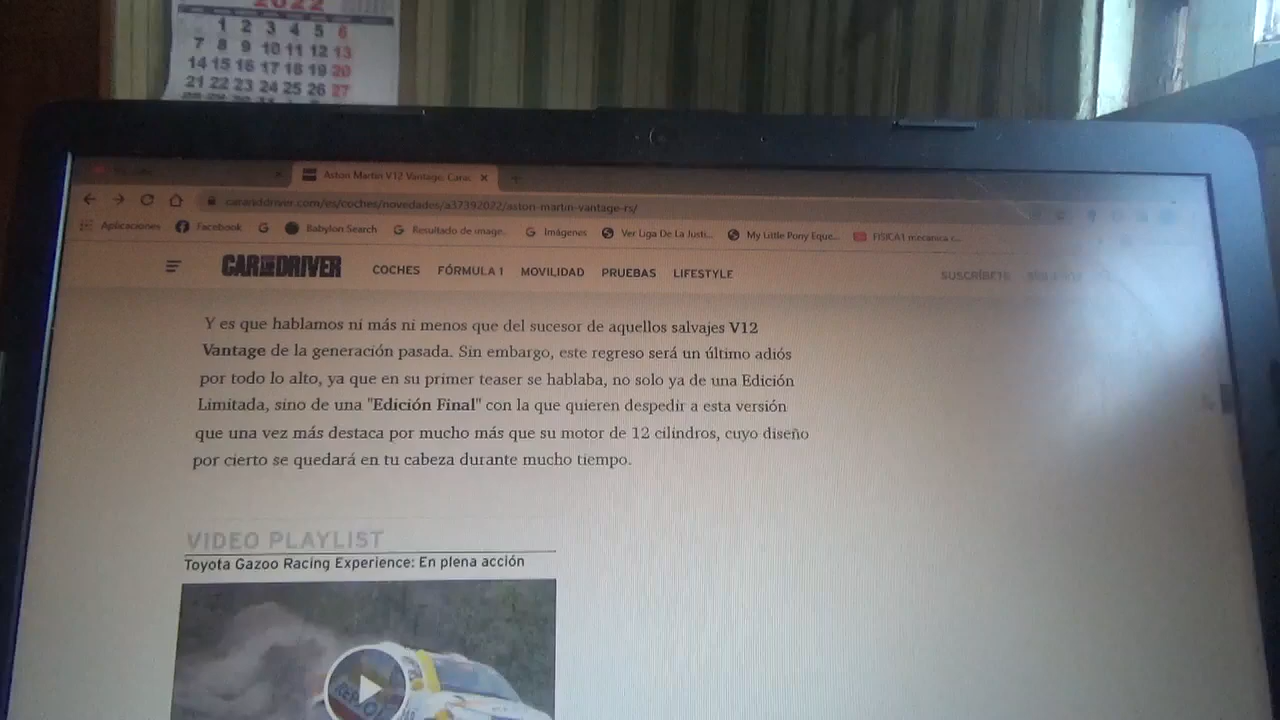 2022
1 2 3 4 5 6
7 8 9 10 11 12 13
14 15 16 17 18 19 20
21 22 23 24 25 26 27
Aston Martin V12 Vantage: Carac
caranddriver.com/es/coches/novedades/a37392022/aston-martin-vantage-rs/
Aplicaciones Facebook G Babylon Search Resultado de image... Imágenes Ver Liga De La Justi... My Little Pony Eque... FISICA1 mecanica c...
CAR AND DRIVER COCHES FÓRMULA 1 MOVILIDAD PRUEBAS LIFESTYLE SUSCRÍBETE
Y es que hablamos ni más ni menos que del sucesor de aquellos salvajes V12
Vantage de la generación pasada. Sin embargo, este regreso será un último adiós
por todo lo alto, ya que en su primer teaser se hablaba, no solo ya de una Edición
Limitada, sino de una "Edición Final" con la que quieren despedir a esta versión
que una vez más destaca por mucho más que su motor de 12 cilindros, cuyo diseño
por cierto se quedará en tu cabeza durante mucho tiempo.
VIDEO PLAYLIST
Toyota Gazoo Racing Experience: En plena acción
REPSOL